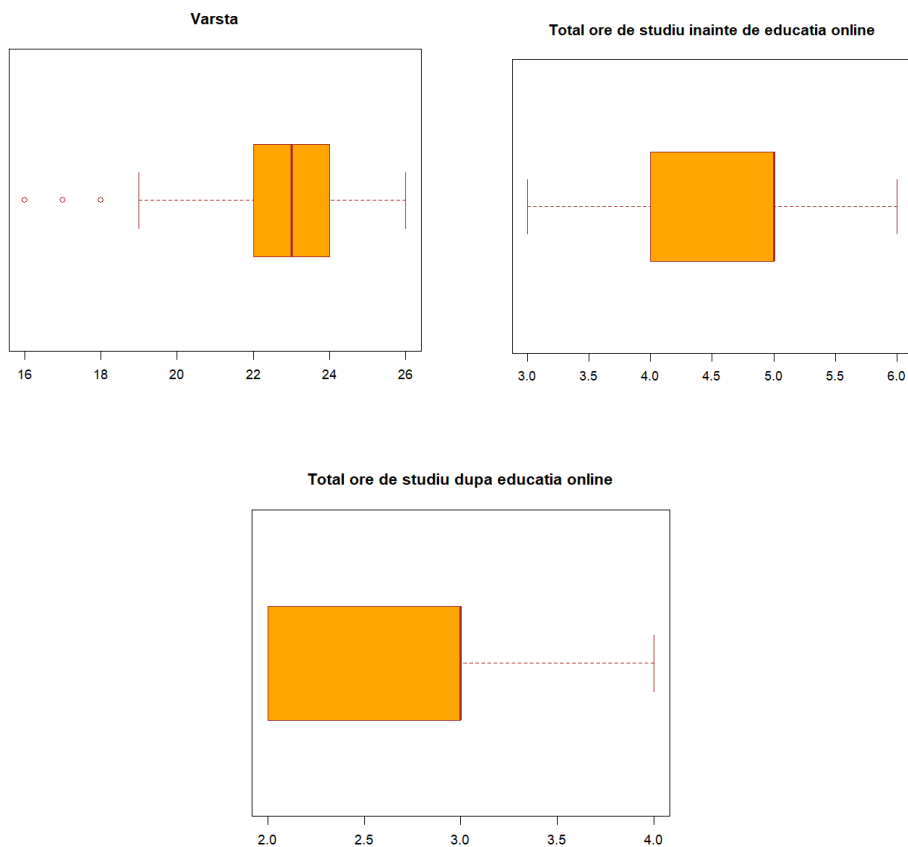 Varsta
16 18 20 22 24 26
Total ore de studiu inainte de educatia online
3.0 3.5 4.0 4.5 5.0 5.5 6.0
Total ore de studiu dupa educatia online
2.0 2.5 3.0 3.5 4.0